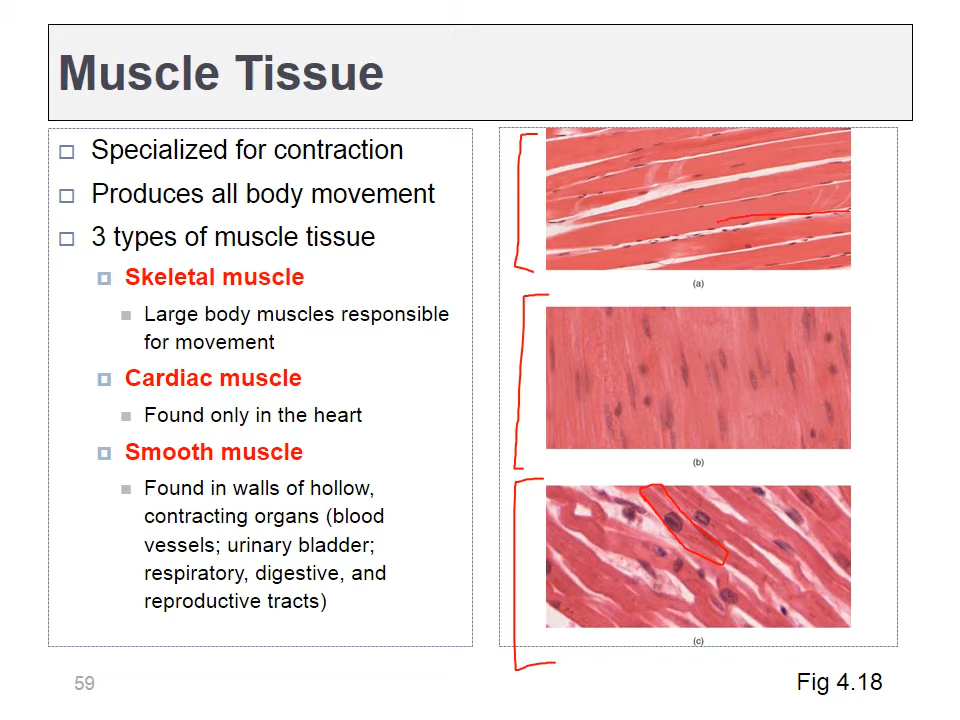 Muscle Tissue
Specialized for contraction
Produces all body movement
3 types of muscle tissue
Skeletal muscle
Large body muscles responsible
for movement
Cardiac muscle
Found only in the heart
Smooth muscle
Found in walls of hollow,
contracting organs (blood
vessels; urinary bladder;
respiratory, digestive, and
reproductive tracts)
(a)
(b)
(c)
59
Fig 4.18